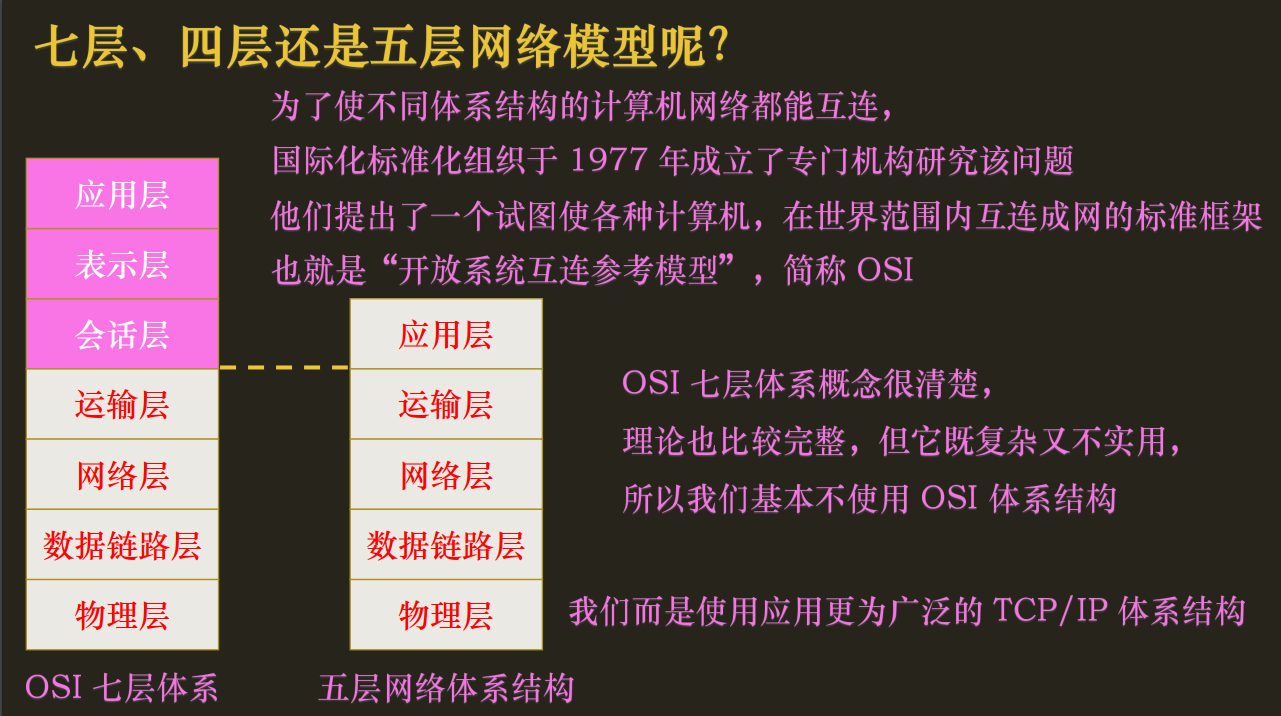 七层、四层还是五层网络模型呢?
为了使不同体系结构的计算机网络都能互连，
国际化标准化组织于 1977 年成立了专门机构研究该问题
他们提出了一个试图使各种计算机，在世界范围内互连成网的标准框架
也就是“开放系统互连参考模型”，简称 OSI
应用层
表示层
会话层
运输层
网络层
数据链路层
物理层
OSI 七层体系
应用层
运输层
网络层
数据链路层
物理层
五层网络体系结构
OSI 七层体系概念很清楚，
理论也比较完整，但它既复杂又不实用，
所以我们基本不使用 OSI 体系结构
我们而是使用应用更为广泛的 TCP/IP 体系结构